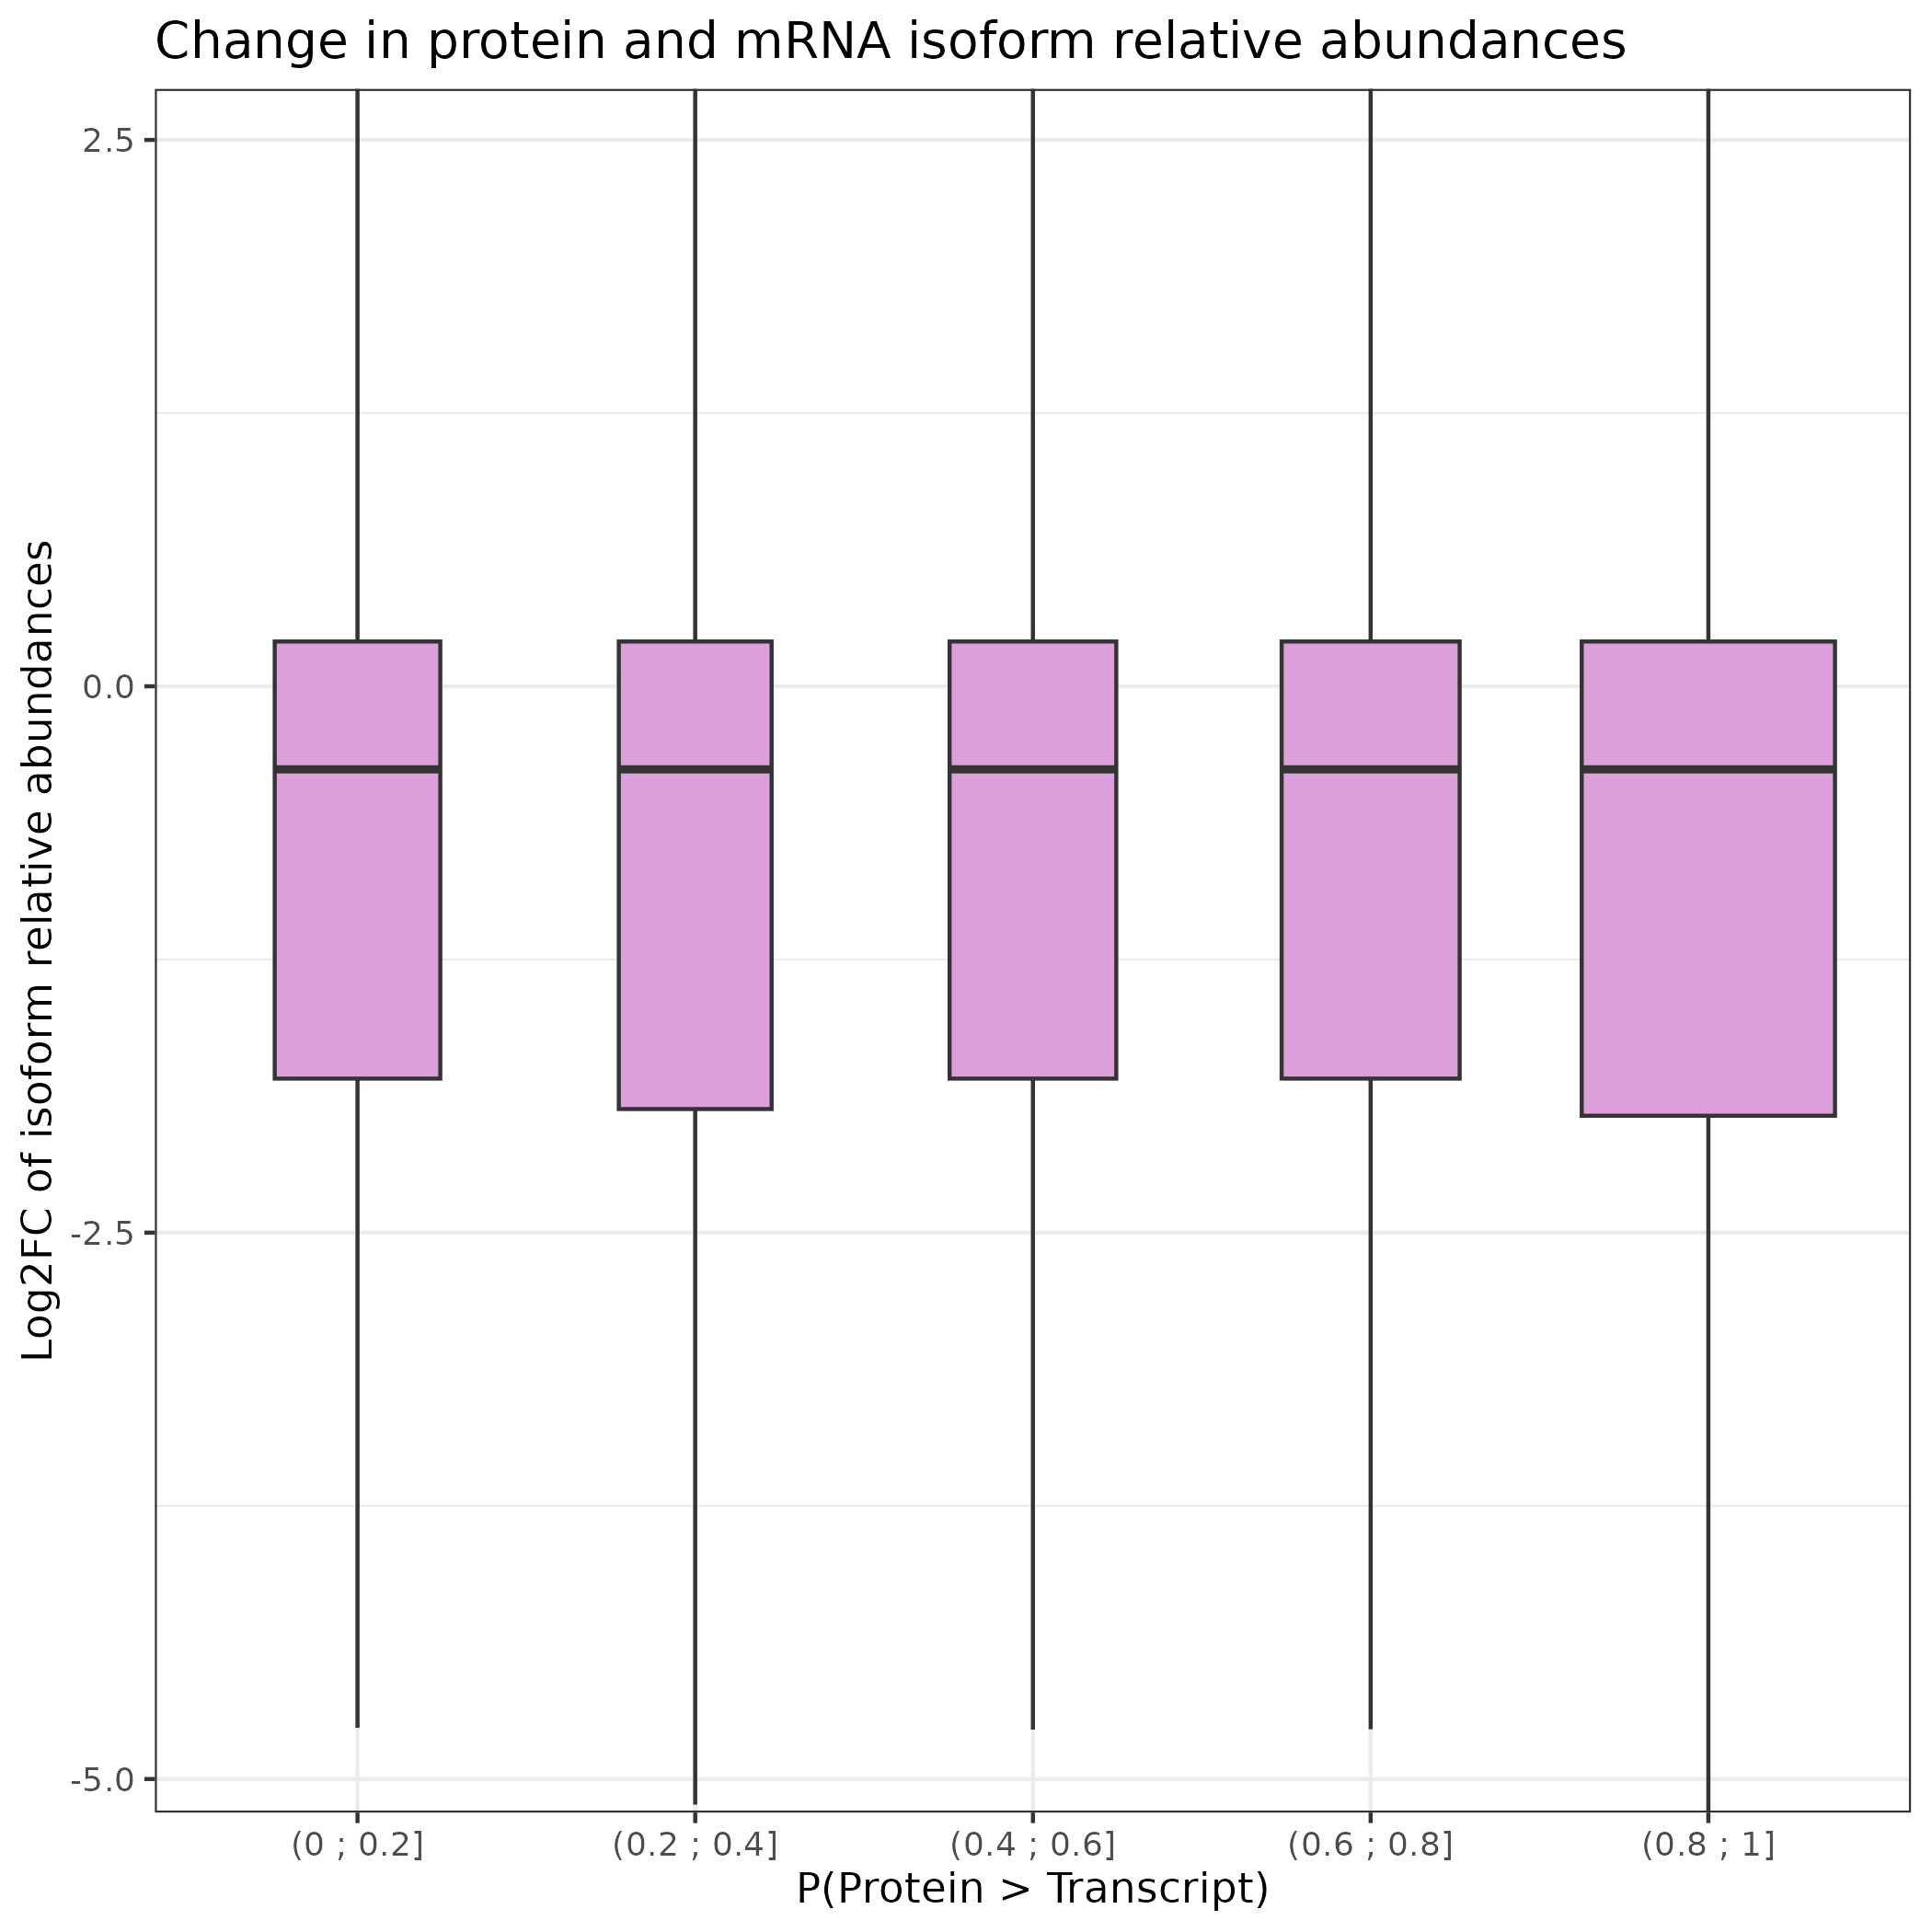 Change in protein and mRNA isoform relative abundances
Log2FC of isoform relative abundances
2.5
0.0
-2.5
-5.0
(0 ; 0.2]
(0.2 ; 0.4]
(0.4 ; 0.6]
(0.6 ; 0.8]
(0.8 ; 1]
P(Protein > Transcript)